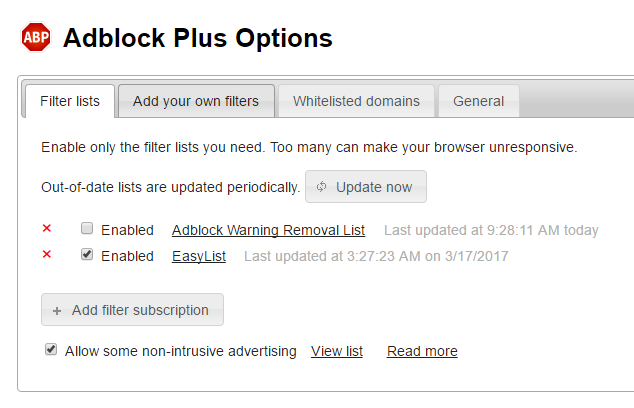 ABP Adblock Plus Options
Filter lists Add your own filters Whitelisted domains General
Enable only the filter lists you need. Too many can make your browser unresponsive.
Out-of-date lists are updated periodically. Update now
Enabled Adblock Warning Removal List Last updated at 9:28:11 AM today
Enabled EasyList Last updated at 3:27:23 AM on 3/17/2017
+ Add filter subscription
Allow some non-intrusive advertising View list Read more